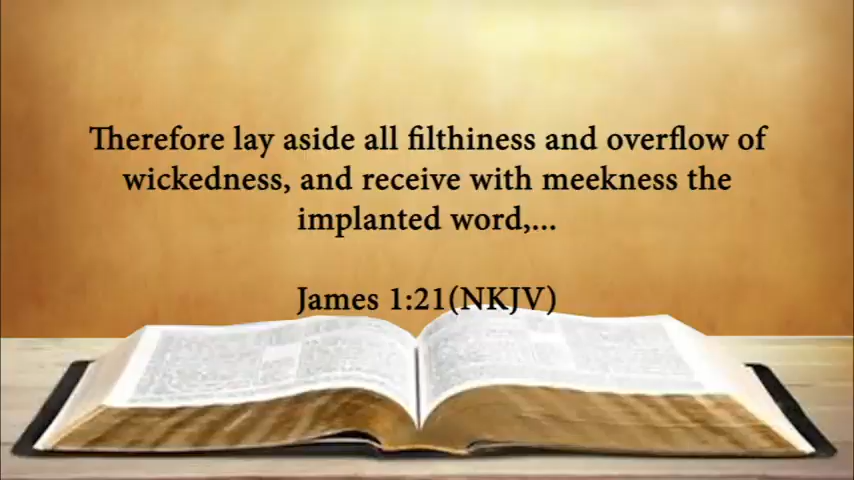 Therefore lay aside all filthiness and overflow of
wickedness, and receive with meekness the
implanted word,...
James 1:21(NKJV)